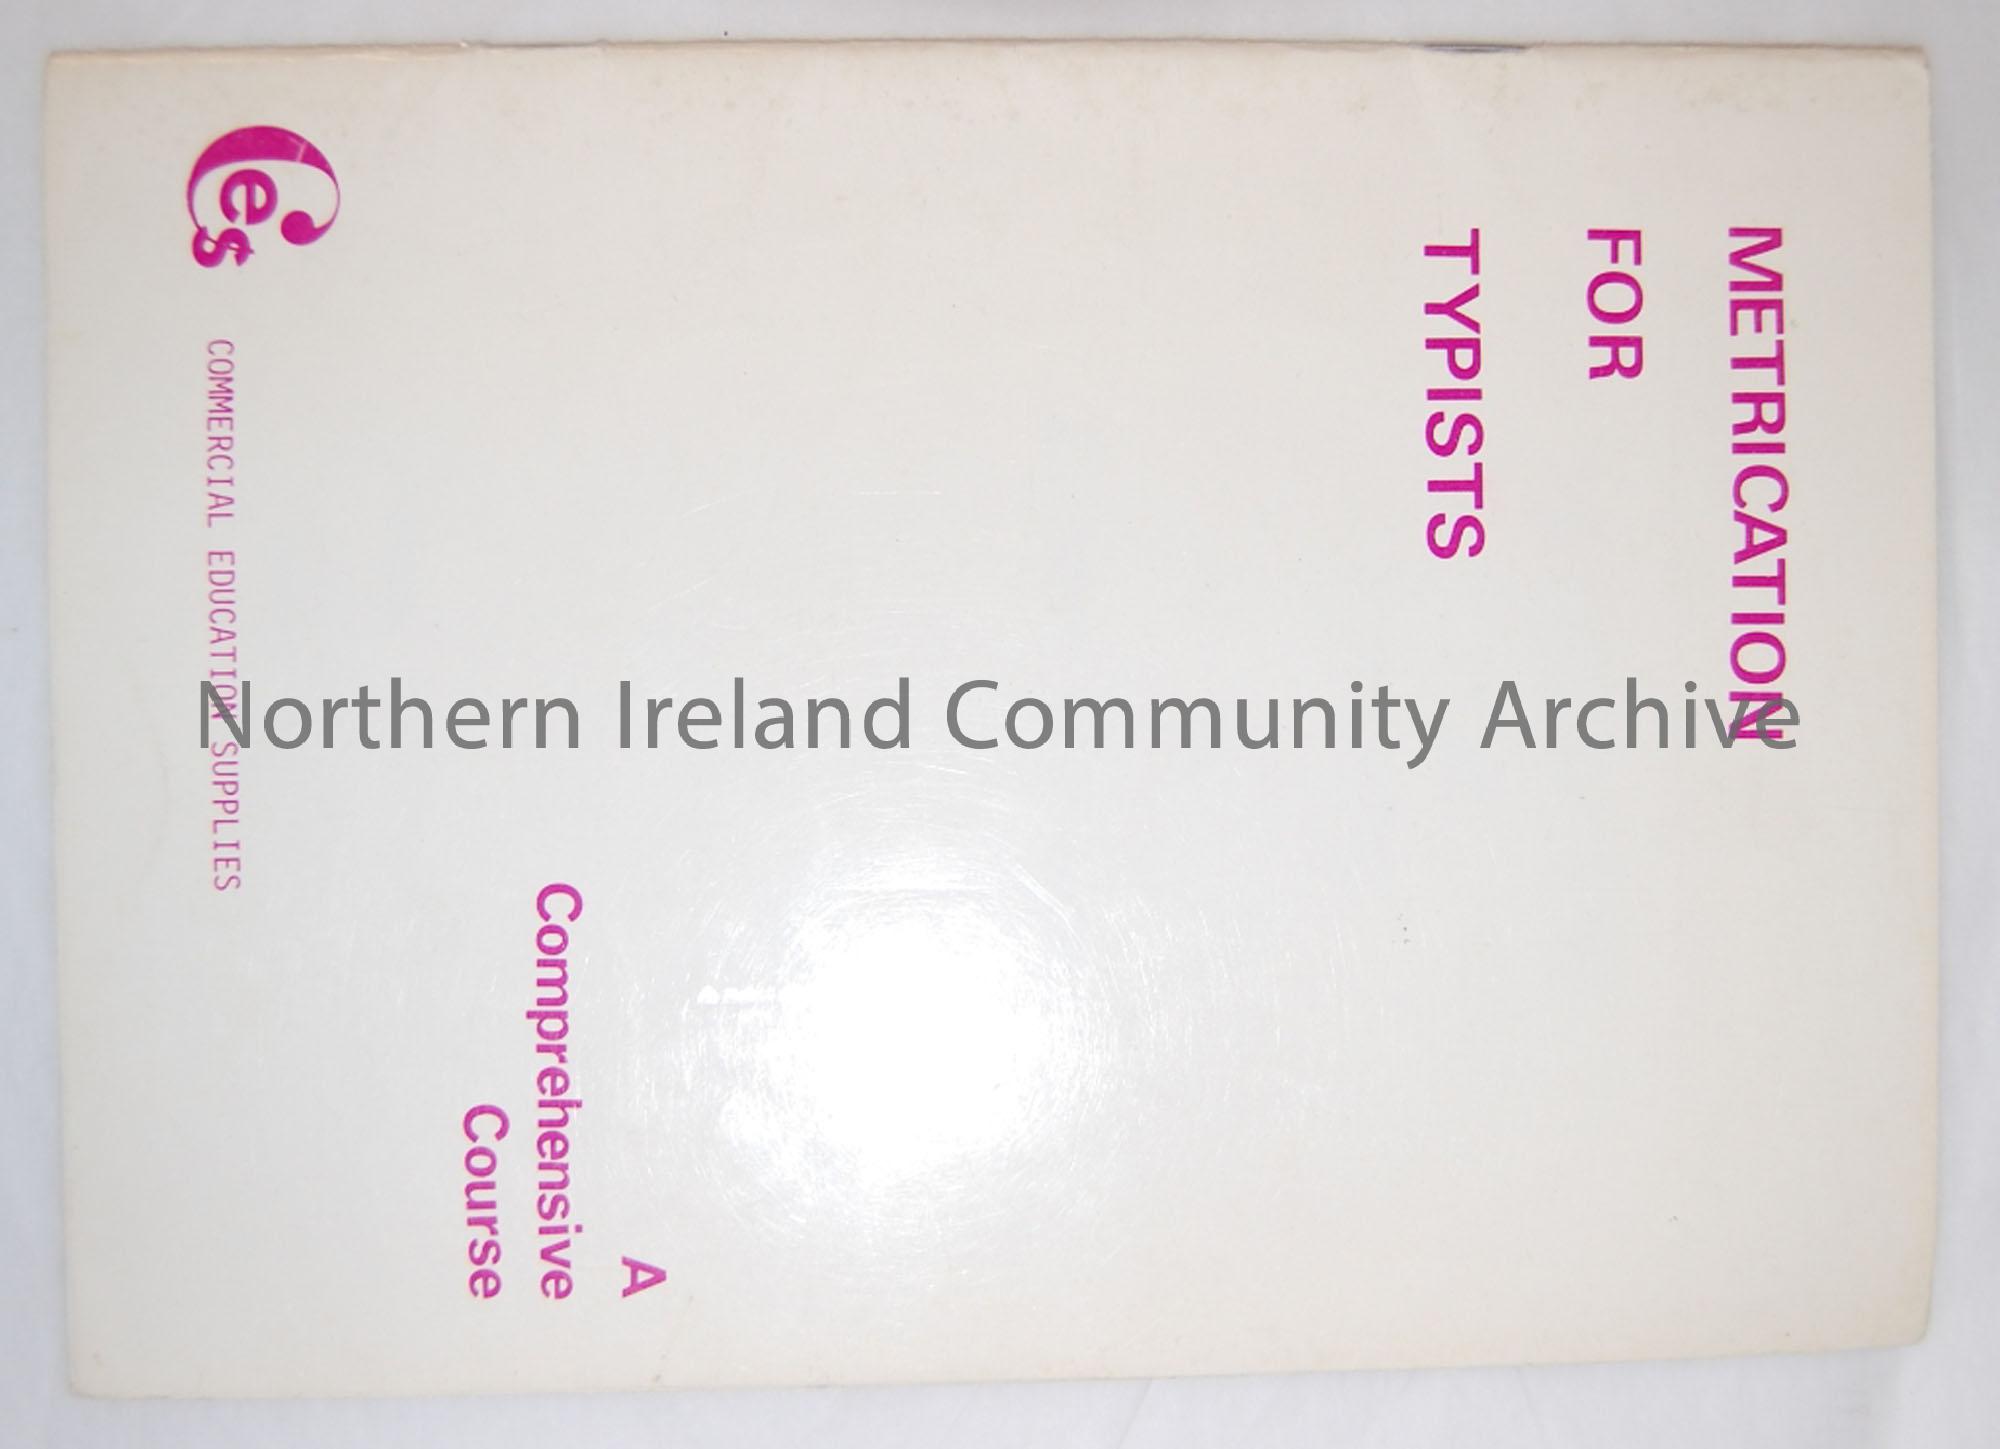 METRICATION
FOR
TYPISTS
A
Comprehensive
Course
Ces COMMERCIAL EDUCATION SUPPLIES
Northern Ireland Community Archive